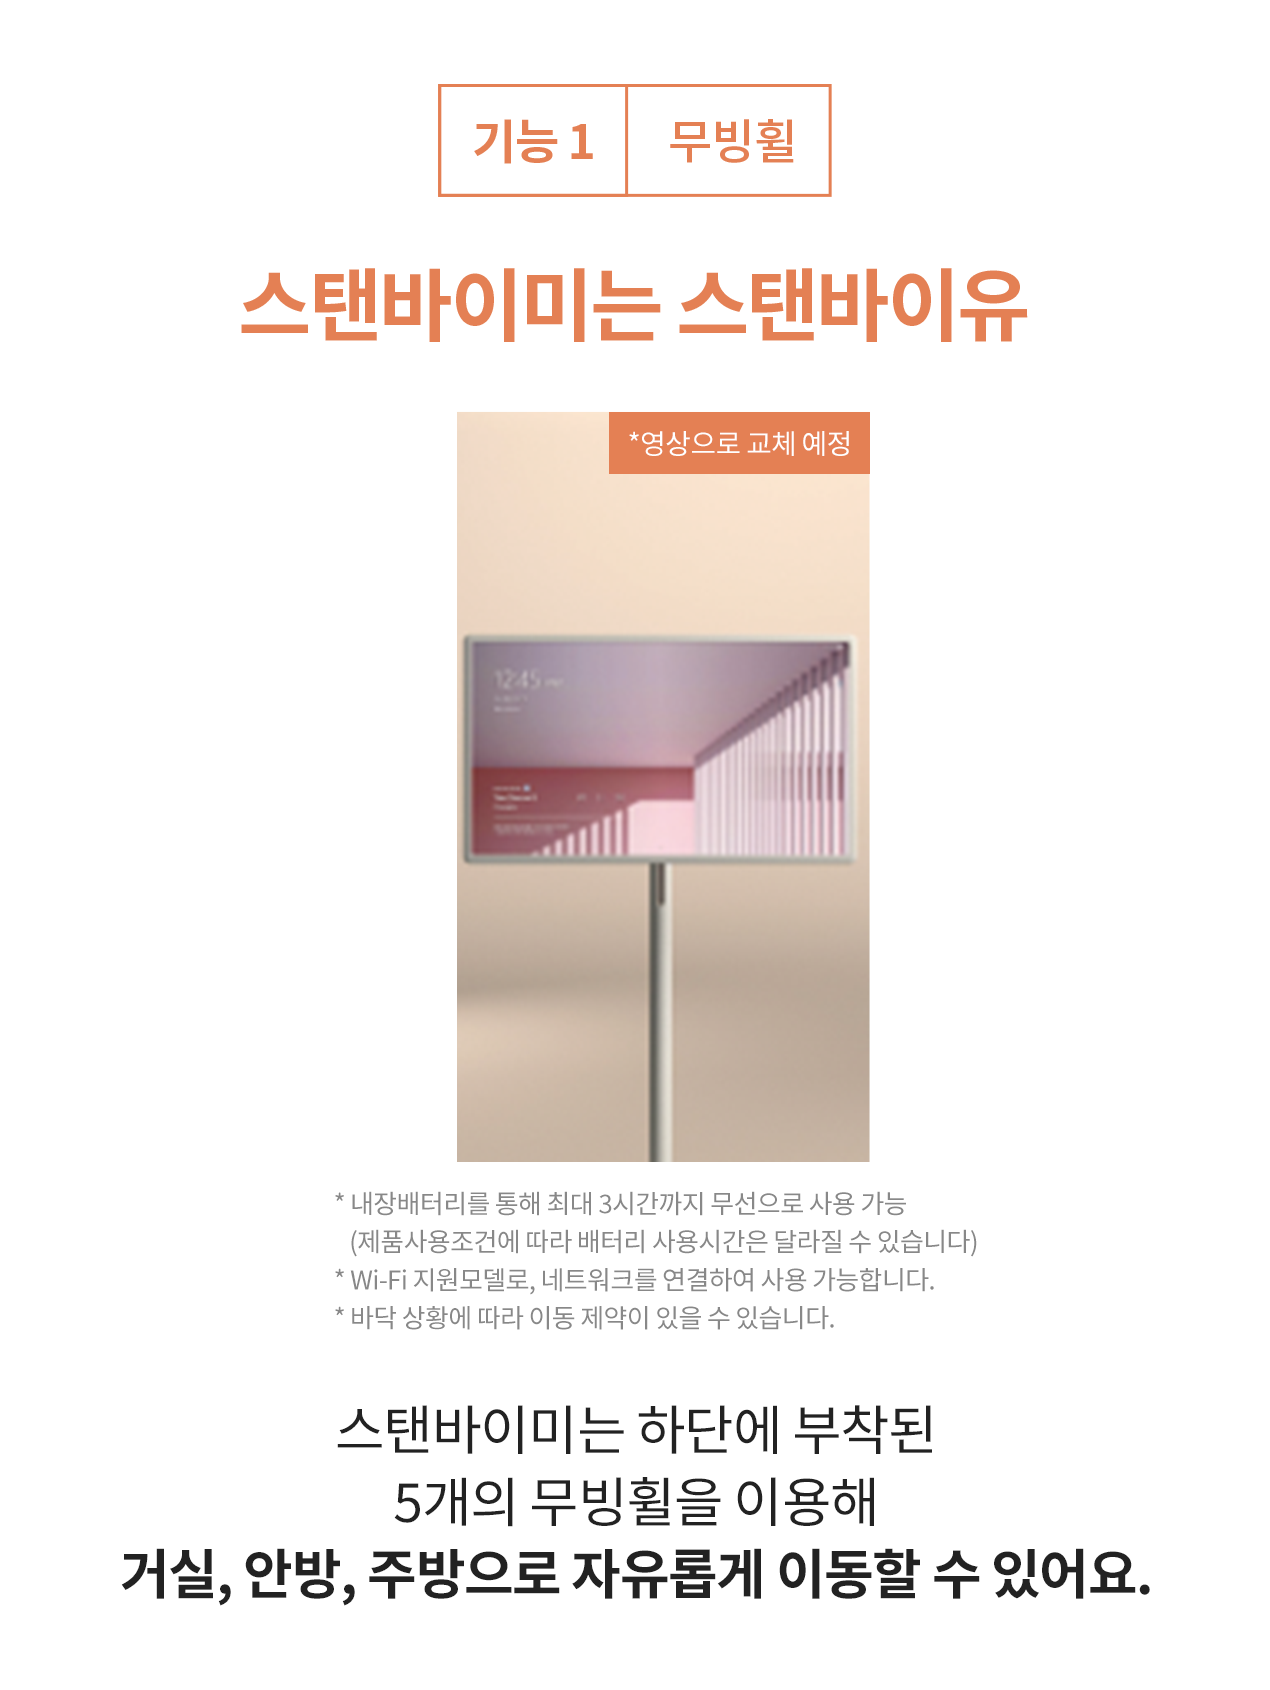 기능 1 무빙휠
스탠바이미는 스탠바이유
*영상으로 교체 예정
12:45
* 내장배터리를 통해 최대 3시간까지 무선으로 사용 가능
(제품사용조건에 따라 배터리 사용시간은 달라질 수 있습니다)
* Wi-Fi 지원모델로, 네트워크를 연결하여 사용 가능합니다.
* 바닥 상황에 따라 이동 제약이 있을 수 있습니다.
스탠바이미는 하단에 부착된
5개의 무빙휠을 이용해
거실, 안방, 주방으로 자유롭게 이동할 수 있어요.